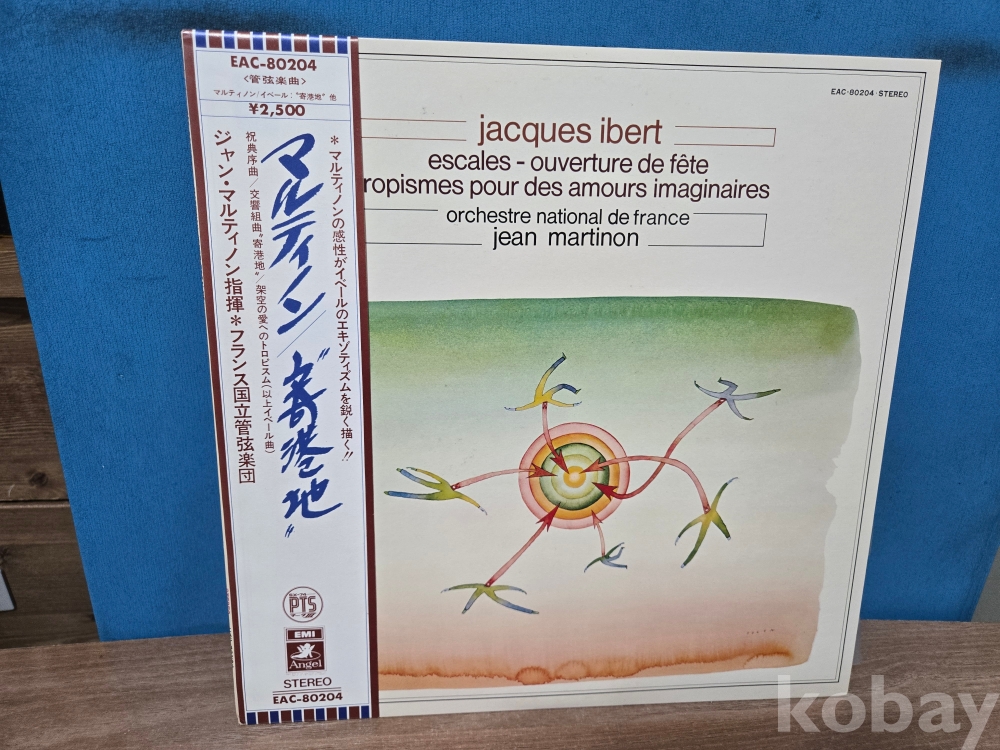 EAC-80204
〈管弦楽曲〉
マルティノン/イベール:"寄港地"他
¥2,500
*マルティノンの感性がイベールのエキゾティズムを鋭く描く!!
マルティノン/"寄港地"
祝典序曲/交響組曲"寄港地"/架空の愛へのトロピスム(以上イベール曲)
ジャン・マルティノン指揮*フランス国立管弦楽団
PTS
EMI
Angel
STEREO
EAC-80204
EAC-80204·STEREO
jacques ibert
escales - ouverture de fête
ropismes pour des amours imaginaires
orchestre national de france
jean martinon
kobay